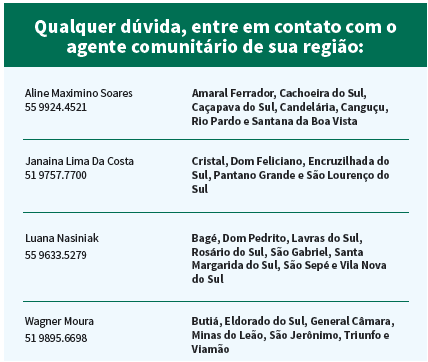 Qualquer dúvida, entre em contato com o
agente comunitário de sua região:
Aline Maximino Soares
55 9924.4521
Amaral Ferrador, Cachoeira do Sul,
Caçapava do Sul, Candelária, Canguçu,
Rio Pardo e Santana da Boa Vista
Janaina Lima Da Costa
51 9757.7700
Cristal, Dom Feliciano, Encruzilhada do
Sul, Pantano Grande e São Lourenço do
Sul
Luana Nasiniak
55 9633.5279
Bagé, Dom Pedrito, Lavras do Sul,
Rosário do Sul, São Gabriel, Santa
Margarida do Sul, São Sepé e Vila Nova
do Sul
Wagner Moura
51 9895.6698
Butiá, Eldorado do Sul, General Câmara,
Minas do Leão, São Jerônimo, Triunfo e
Viamão